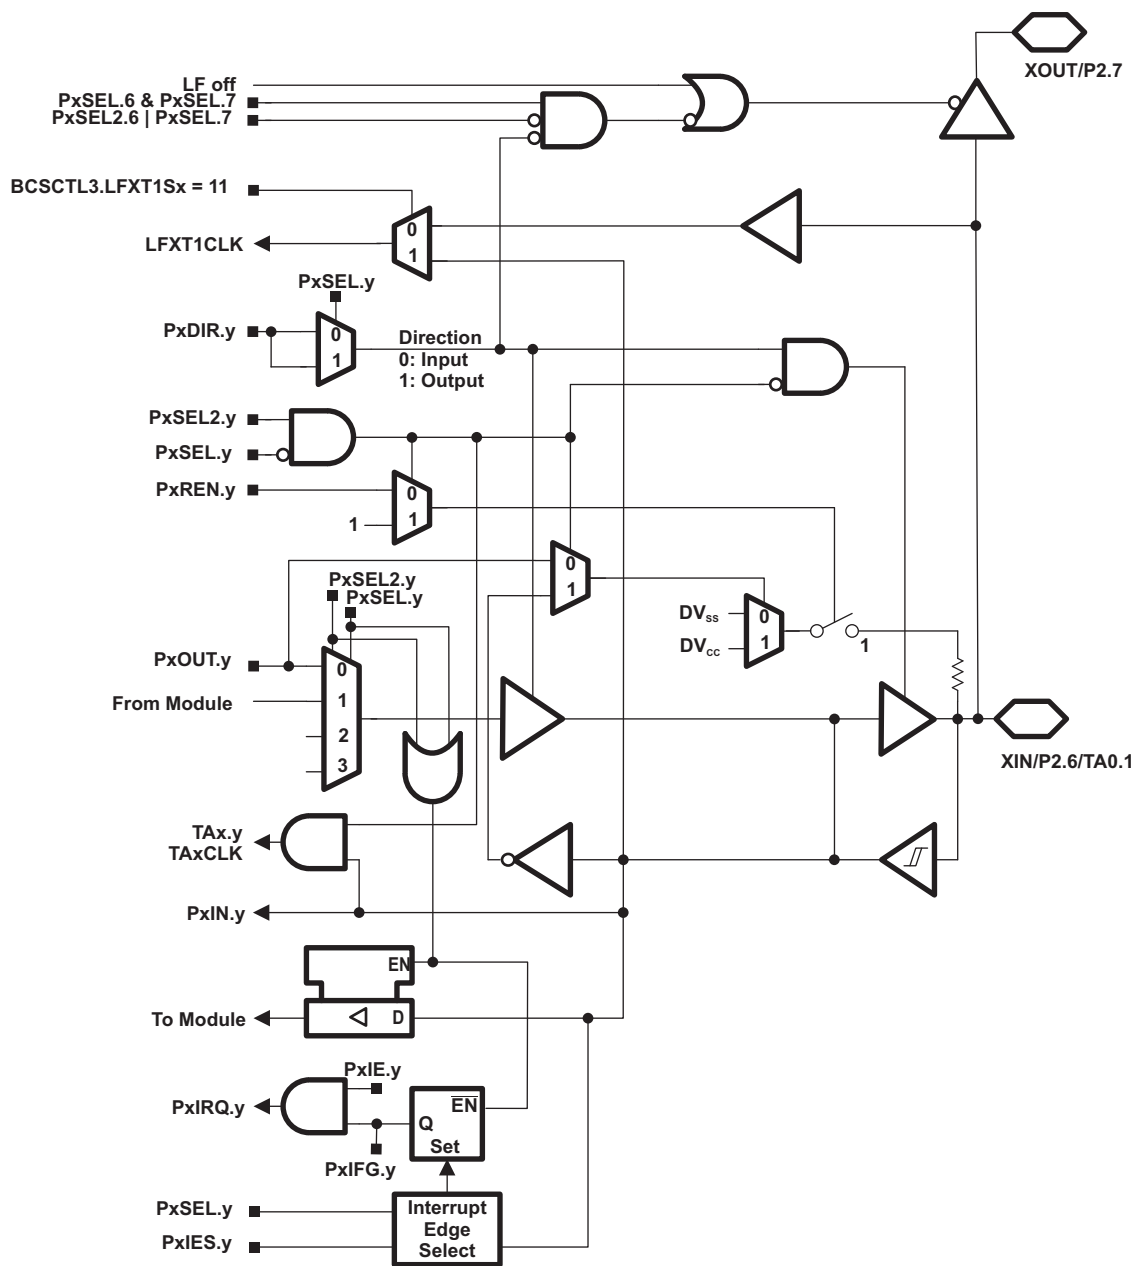 XOUT/P2.7
LF off
PxSEL.6 & PxSEL.7
PxSEL2.6 | PxSEL.7
BCSCTL3.LFXT1Sx = 11
0
LFXT1CLK
1
PxSEL.y
PxDIR.y
0
1
Direction
0: Input
1: Output
PxSEL2.y
PxSEL.y
PxREN.y
0
1
1
0
1
PxSEL2.y
PxSEL.y
DVSS
0
DVCC
1
1
PxOUT.y
0
From Module
1
2
3
XIN/P2.6/TA0.1
TAx.y
TAxCLK
PxIN.y
EN
To Module
D
PxIE.y
PxIRQ.y
EN
Q
Set
PxIFG.y
PxSEL.y
PxIES.y
Interrupt
Edge
Select